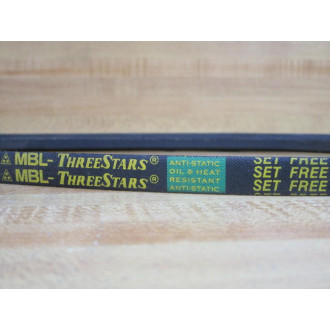 MBL-THREESTARS®
MBL-THREESTARS®
ANTI-STATIC
OIL & HEAT
RESISTANT
ANTI-STATIC
SET FREE
SET FREE
SET FREE